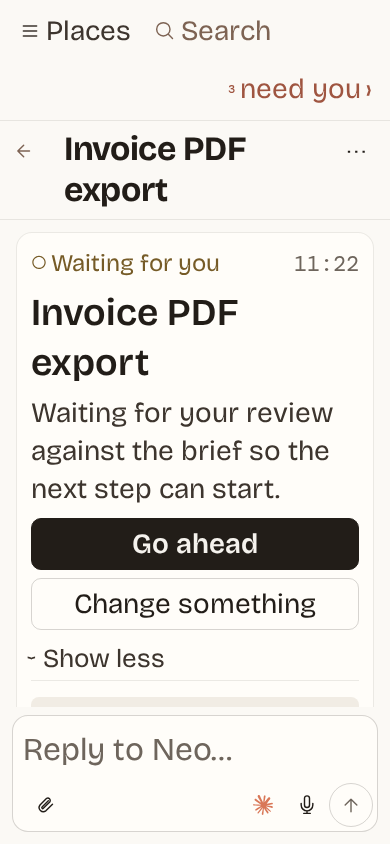 Places
Search
3 need you ›
Invoice PDF
export
Waiting for you
11:22
Invoice PDF
export
Waiting for your review
against the brief so the
next step can start.
Go ahead
Change something
Show less
Reply to Neo...